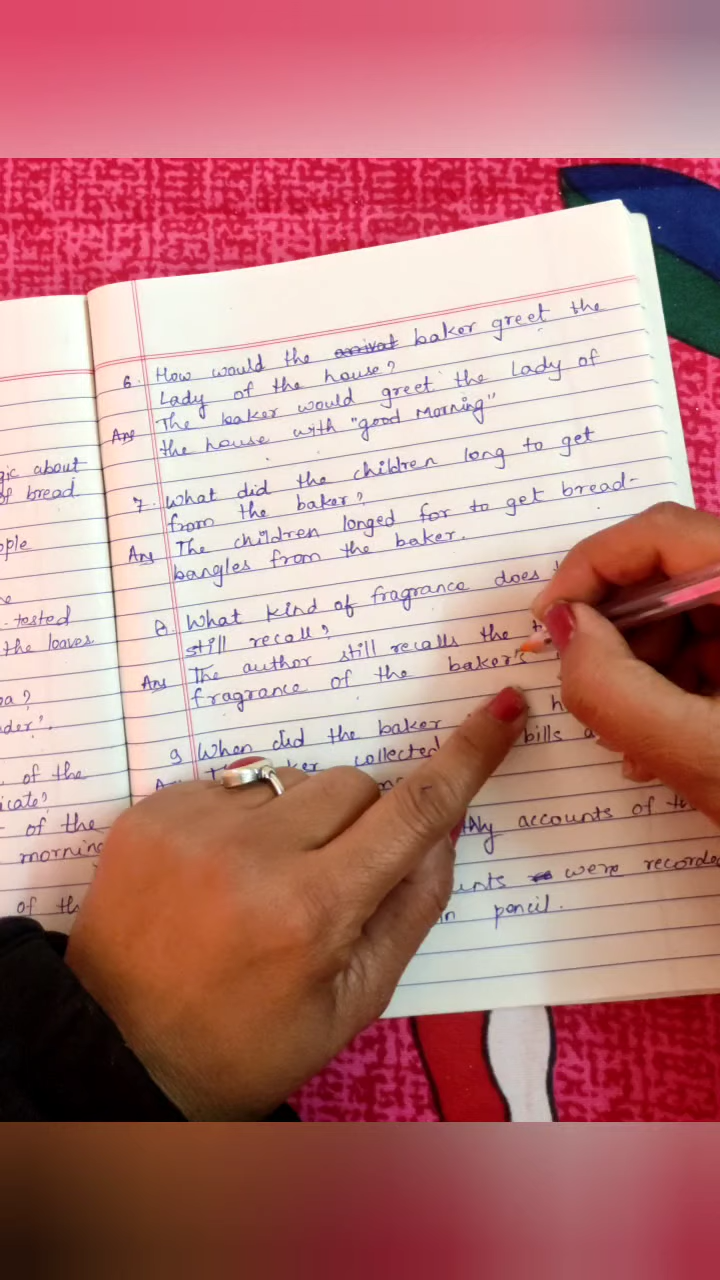 gic about
of bread.
ople
tested
the loaves
of the
of the
morning
of the
6. How would the arrival baker greet the
Lady of the house?
Ans The baker would greet the Lady of
the house with "good Morning"
7. What did the children long to get
from the baker?
Ans The children longed for to get bread-
bangles from the baker.
8. What kind of fragrance does
still recall?
Ans The author still recalls the
fragrance of the baker's
9 When did the baker
collected bills
accounts of
were recorded
in pencil.